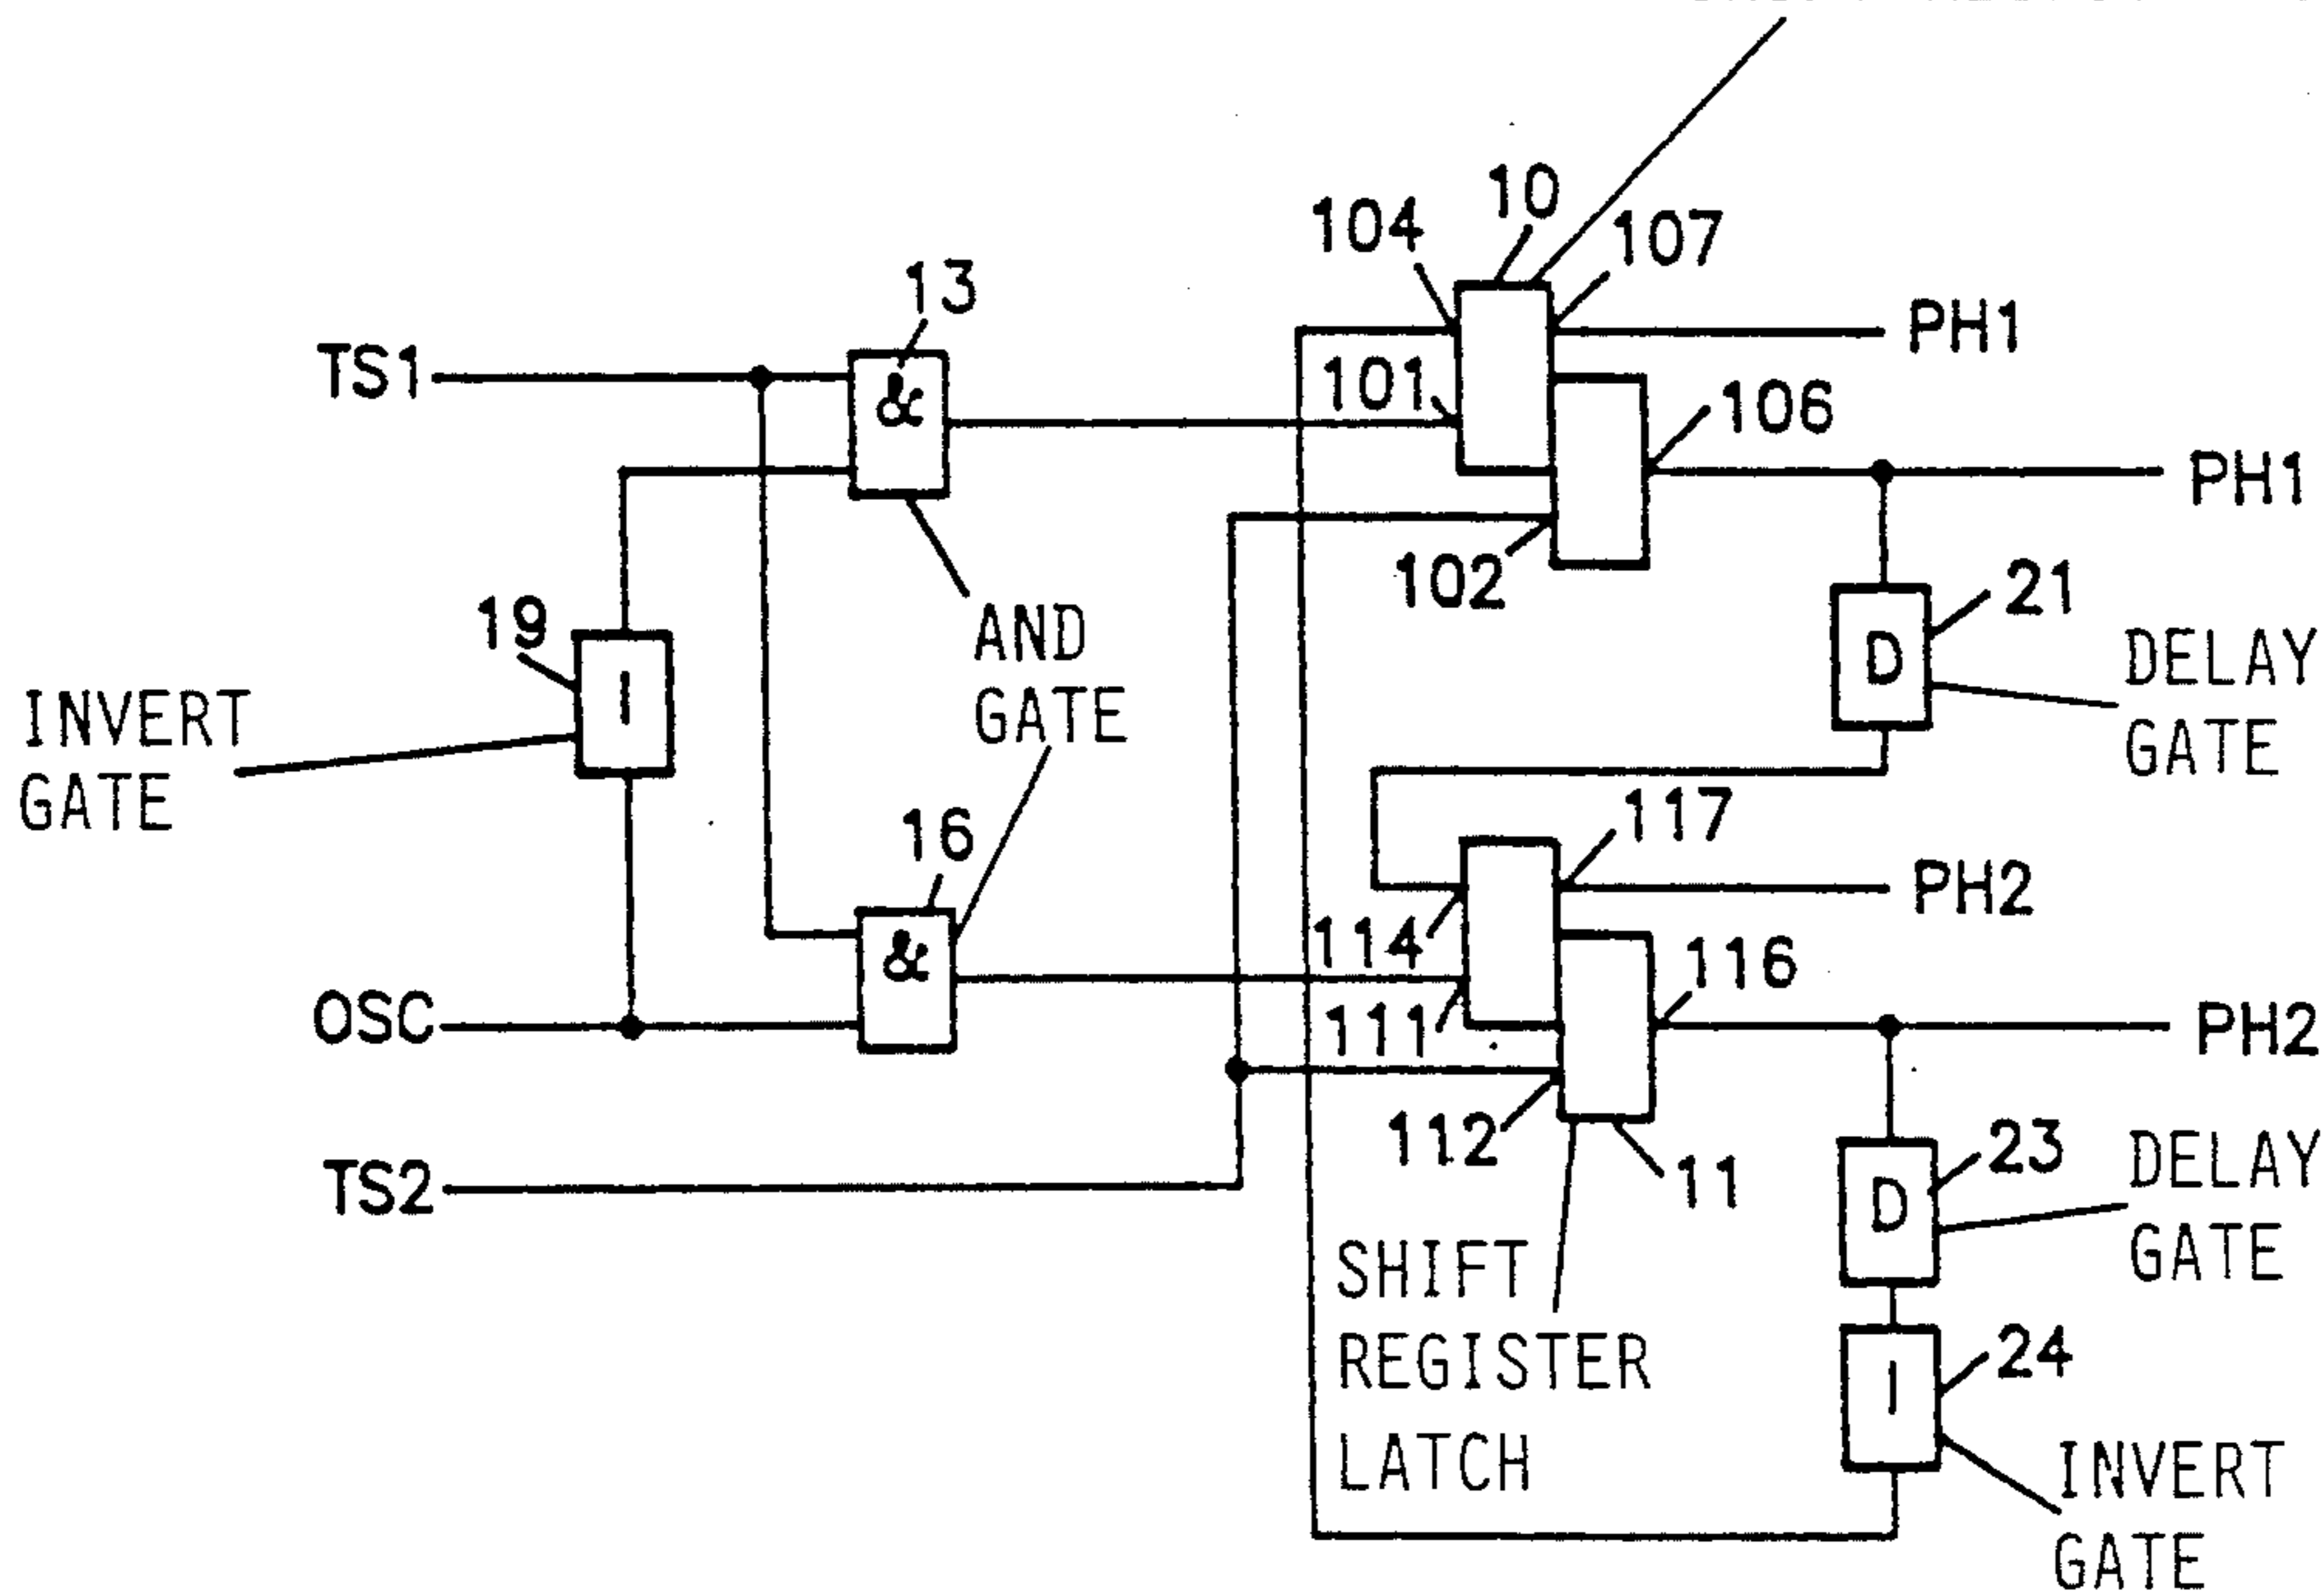 10
104
107
13
PH1
TS1
&
101
106
PH1
102
21
19
AND
GATE
D
DELAY
GATE
I
INVERT
GATE
117
16
PH2
&
114
116
OSC
111
PH2
112
23
DELAY
GATE
11
TS2
D
SHIFT
REGISTER
LATCH
24
I
INVERT
GATE